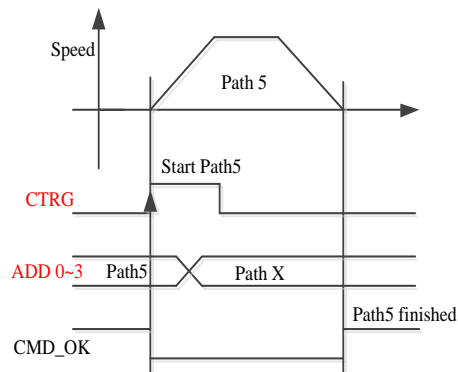 Speed
Path 5
Start Path5
CTRG
ADD 0~3
Path5
Path X
Path5 finished
CMD_OK